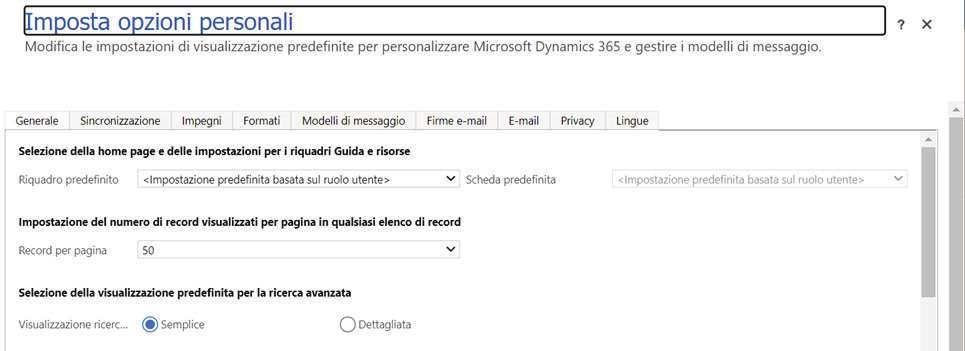 Imposta opzioni personali
? ×
Modifica le impostazioni di visualizzazione predefinite per personalizzare Microsoft Dynamics 365 e gestire i modelli di messaggio.
Generale Sincronizzazione Impegni Formati Modelli di messaggio Firme e-mail E-mail Privacy Lingue
Selezione della home page e delle impostazioni per i riquadri Guida e risorse
Riquadro predefinito <Impostazione predefinita basata sul ruolo utente> Scheda predefinita <Impostazione predefinita basata sul ruolo utente>
Impostazione del numero di record visualizzati per pagina in qualsiasi elenco di record
Record per pagina 50
Selezione della visualizzazione predefinita per la ricerca avanzata
Visualizzazione ricerc... Semplice Dettagliata